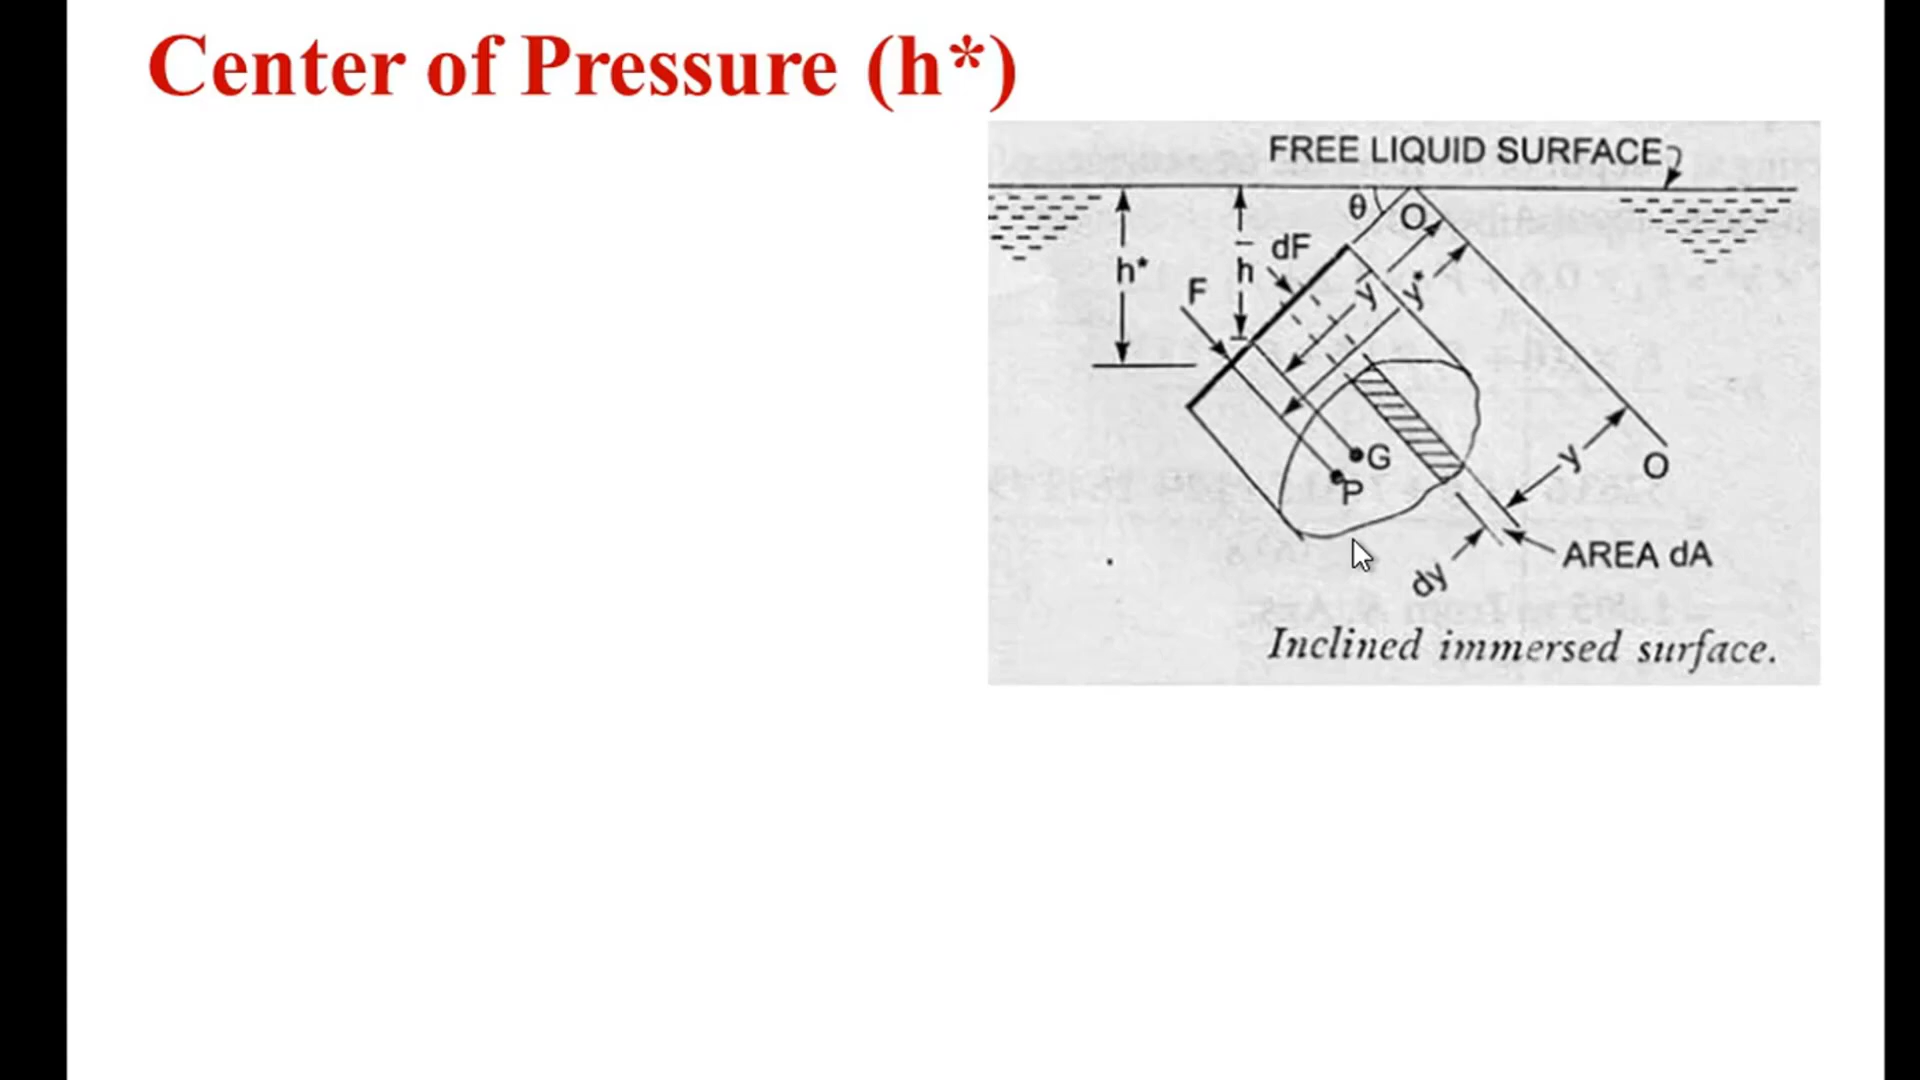 Center of Pressure (h*)
FREE LIQUID SURFACE
θ
O
dF
h*
h̄
F
ȳ
y*
G
P
y
O
AREA dA
dy
Inclined immersed surface.